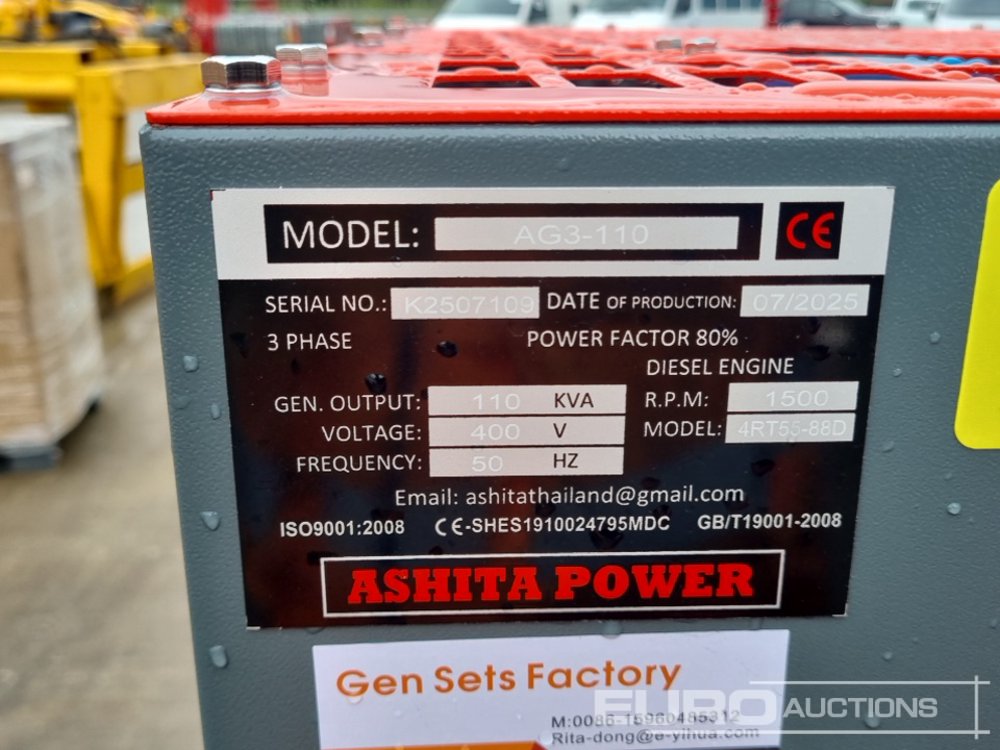 MODEL: AG3-110 CE
SERIAL NO.: K2507109 DATE OF PRODUCTION: 07/2025
3 PHASE POWER FACTOR 80%
DIESEL ENGINE
GEN. OUTPUT: 110 KVA R.P.M: 1500
VOLTAGE: 400 V MODEL: 4RT55-88D
FREQUENCY: 50 HZ
Email: ashitathailand@gmail.com
ISO9001:2008 CE-SHES1910024795MDC GB/T19001-2008
ASHITA POWER
Gen Sets Factory
M:0086-15960485312
Rita-dong@e-yihua.com
EURO AUCTIONS